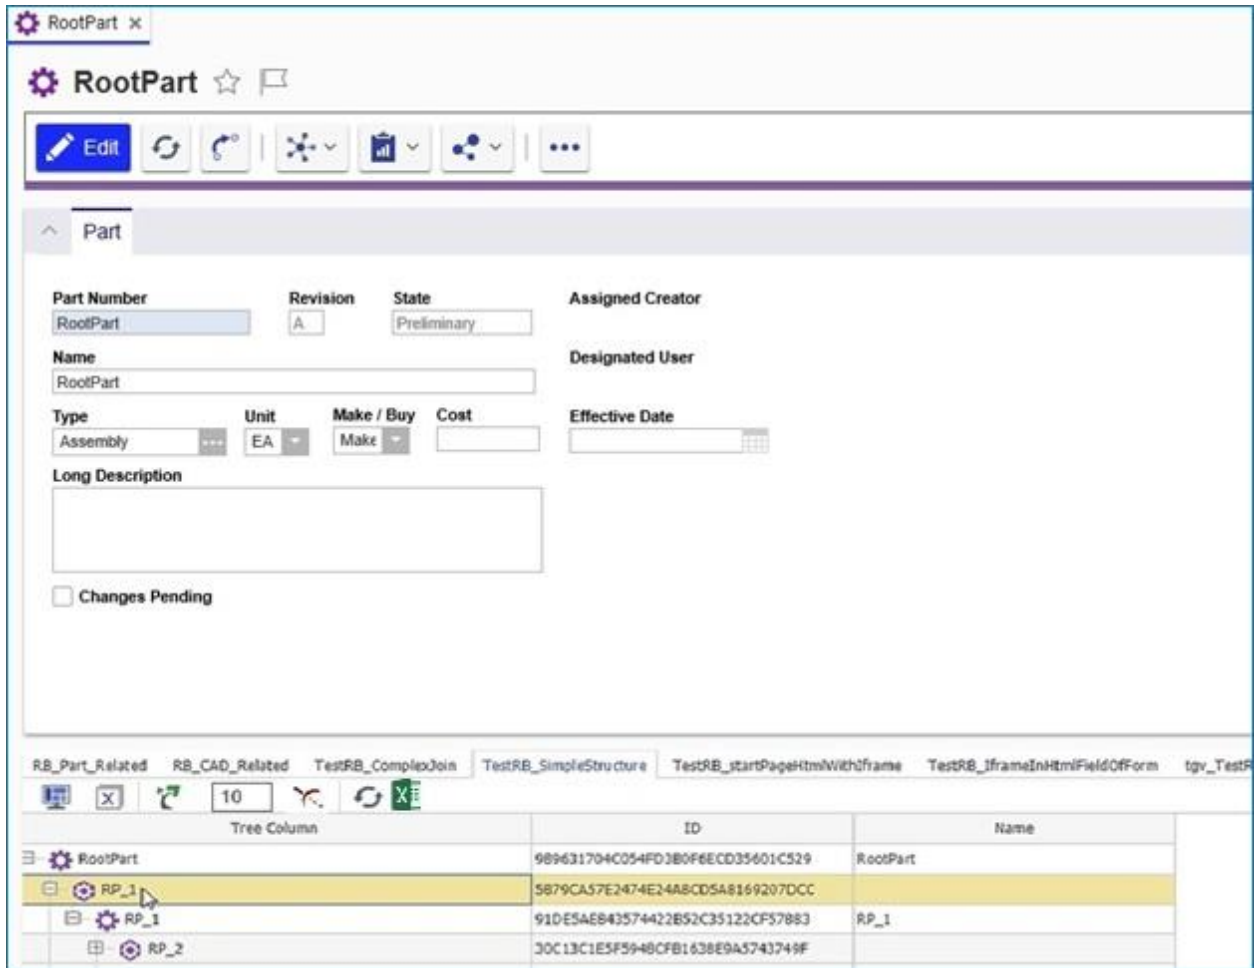 RootPart ×
RootPart
Edit
Part
Part Number Revision State Assigned Creator
RootPart A Preliminary
Name Designated User
RootPart
Type Unit Make / Buy Cost Effective Date
Assembly EA Make
Long Description
Changes Pending
RB_Part_Related RB_CAD_Related TestRB_ComplexJoin TestRB_SimpleStructure TestRB_startPageHtmlWithIframe TestRB_IframeInHtmlFieldOfForm tgv_TestR
10
Tree Column ID Name
RootPart 989631704C054FD3B0F6ECD35601C529 RootPart
RP_1 5879CA57E2474E24A8CD5A8169207DCC
RP_1 91DE5AE843574422B52C35122CF57883 RP_1
RP_2 30C13C1E5F5948CFB1638E9A5743749F